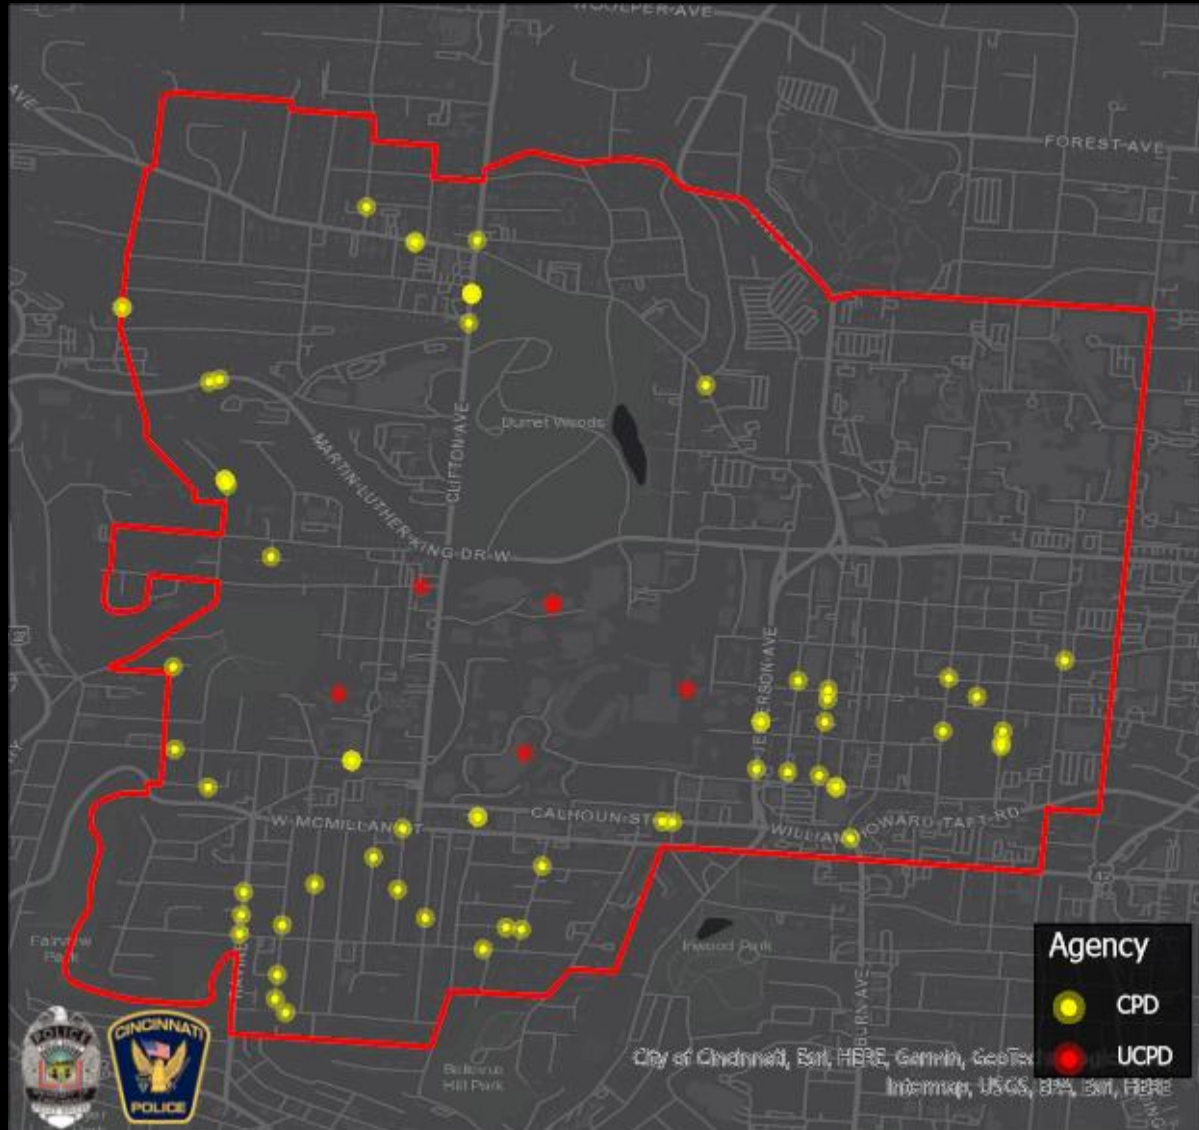 WOOLPER AVE
AVE
FOREST-AVE
Burnet Woods
CLIFTON-AVE
MARTIN-LUTHER-KING-DR-W
JEFFERSON-AVE
W-MCMILLAN-ST
CALHOUN-ST
WILLIAM-HOWARD-TAFT-RD
42
Fairview
Park
Inwood Park
Bellevue
Hill Park
Agency
CPD
UCPD
City of Cincinnati, Esri, HERE, Garmin,
Intermap, USGS, EPA, Esri, HERE
POLICE
CINCINNATI
POLICE